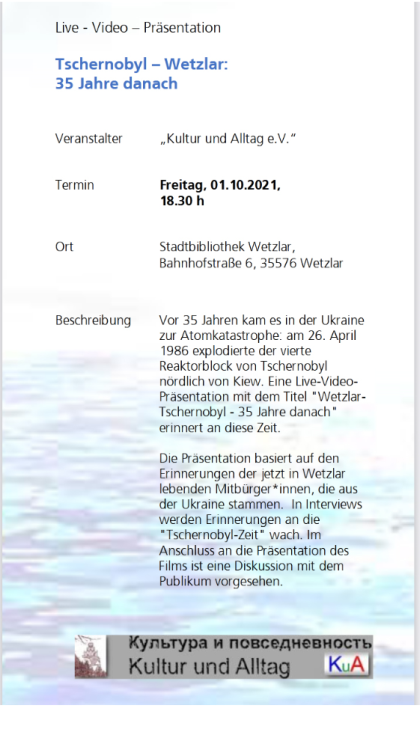 Live - Video – Präsentation
Tschernobyl – Wetzlar:
35 Jahre danach
Veranstalter „Kultur und Alltag e.V.“
Termin Freitag, 01.10.2021,
18.30 h
Ort Stadtbibliothek Wetzlar,
Bahnhofstraße 6, 35576 Wetzlar
Beschreibung Vor 35 Jahren kam es in der Ukraine
zur Atomkatastrophe: am 26. April
1986 explodierte der vierte
Reaktorblock von Tschernobyl
nördlich von Kiew. Eine Live-Video-
Präsentation mit dem Titel "Wetzlar-
Tschernobyl - 35 Jahre danach"
erinnert an diese Zeit.
Die Präsentation basiert auf den
Erinnerungen der jetzt in Wetzlar
lebenden Mitbürger*innen, die aus
der Ukraine stammen. In Interviews
werden Erinnerungen an die
"Tschernobyl-Zeit" wach. Im
Anschluss an die Präsentation des
Films ist eine Diskussion mit dem
Publikum vorgesehen.
Культура и повседневность
Kultur und Alltag KuA